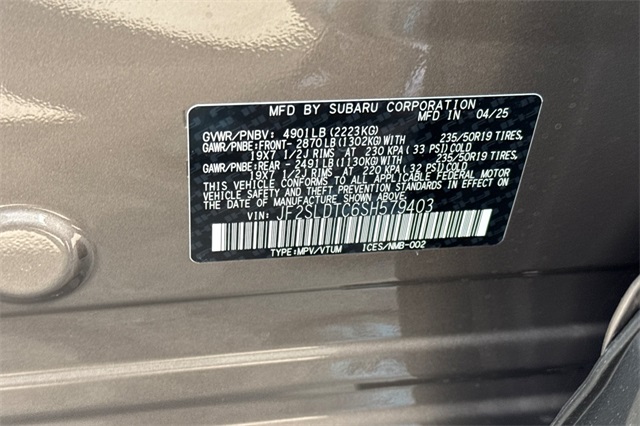 MFD BY SUBARU CORPORATION
MFD IN 04/25
GVWR/PNBV: 4901LB (2223KG)
GAWR/PNBE:FRONT- 2870LB(1302KG)WITH 235/50R19 TIRES,
19X7 1/2J RIMS AT 230 KPA (33 PSI)COLD
GAWR/PNBE:REAR - 2491LB(1130KG)WITH 235/50R19 TIRES,
19X7 1/2J RIMS AT 220 KPA (32 PSI)COLD
THIS VEHICLE CONFORMS TO ALL APPLICABLE FEDERAL MOTOR
VEHICLE SAFETY AND THEFT PREVENTION STANDARDS IN EFFECT ON
THE DATE OF MANUFACTURE SHOWN ABOVE.
VIN: JF2SLDTC6SH579403
TYPE:MPV/VTUM ICES/NMB-002